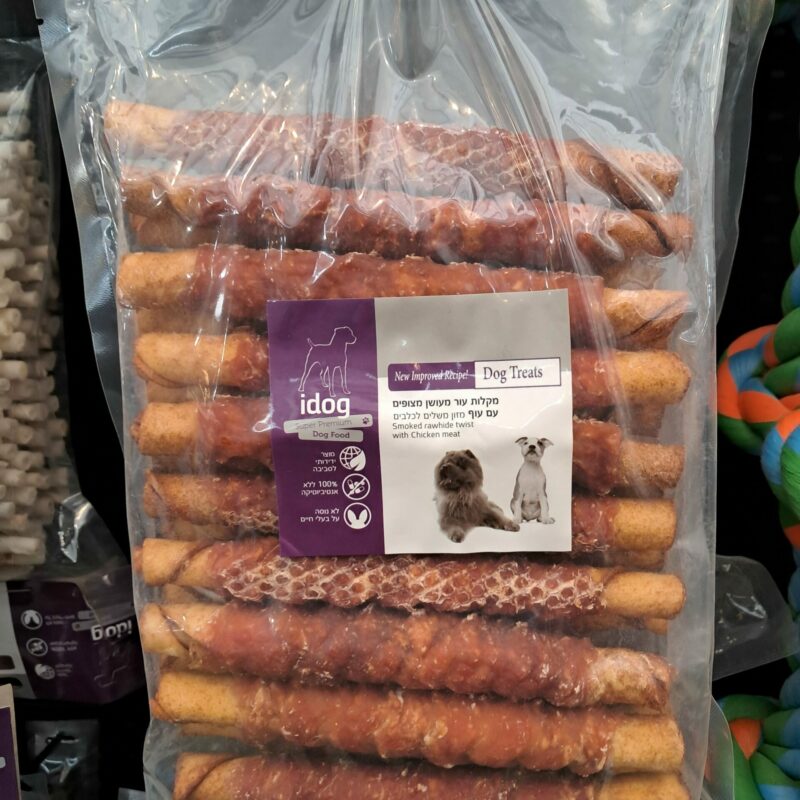 New Improved Recipe! Dog Treats
מקלות עור מעושן מצופים
עם עוף מזון משלים לכלבים
Smoked rawhide twist
with Chicken meat
idog
Super Premium
Dog Food
מוצר
ידידותי
לסביבה
100% ללא
אנטיביוטיקה
לא נוסה
על בעלי חיים
idog